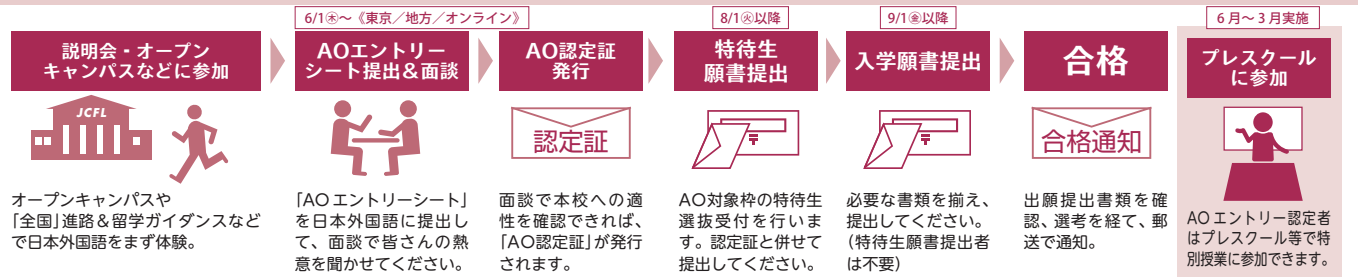 6/1㊍～《東京／地方／オンライン》
8/1㊋以降
9/1㊎以降
6月～3月実施
説明会・オープン
キャンパスなどに参加
AOエントリー
シート提出＆面談
AO認定証
発行
特待生
願書提出
入学願書提出
合格
プレスクール
に参加
JCFL
認定証
〒
〒
合格通知
オープンキャンパスや
「全国」進路＆留学ガイダンスなど
で日本外国語をまず体験。
「AOエントリーシート」
を日本外国語に提出し
て、面談で皆さんの熱
意を聞かせてください。
面談で本校への適
性を確認できれば、
「AO認定証」が発行
されます。
AO対象枠の特待生
選抜受付を行いま
す。認定証と併せて
提出してください。
必要な書類を揃え、
提出してください。
（特待生願書提出者
は不要）
出願提出書類を確
認、選考を経て、郵
送で通知。
AOエントリー認定者
はプレスクール等で特
別授業に参加できます。